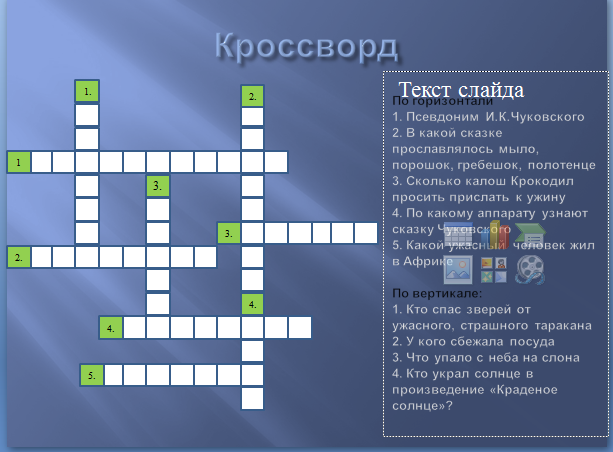 Кроссворд
1.
2.
1
3.
3.
2.
4.
4.
5.
Текст слайда
По горизонтали
1. Псевдоним И.К.Чуковского
2. В какой сказке
прославлялось мыло,
порошок, гребешок, полотенце
3. Сколько калош Крокодил
просить прислать к ужину
4. По какому аппарату узнают
сказку Чуковского
5. Какой ужасный человек жил
в Африке
По вертикале:
1. Кто спас зверей от
ужасного, страшного таракана
2. У кого сбежала посуда
3. Что упало с неба на слона
4. Кто украл солнце в
произведение «Краденое
солнце»?